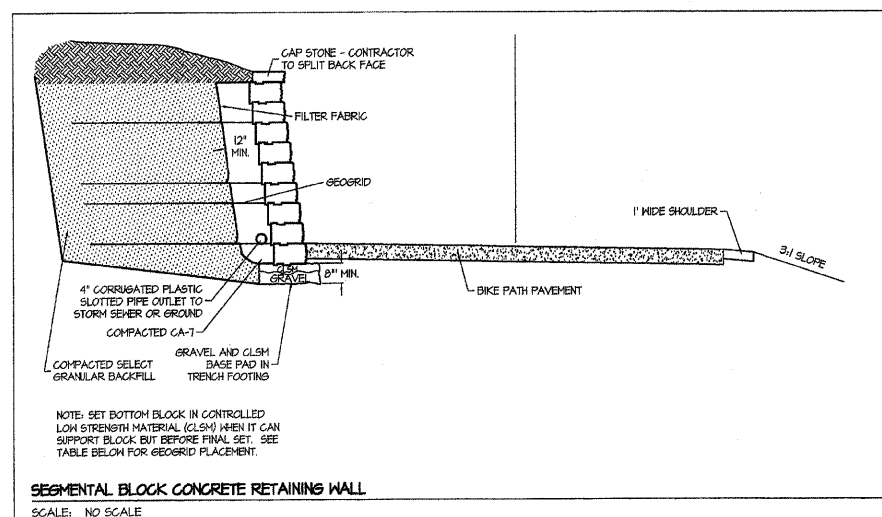 CAP STONE - CONTRACTOR
TO SPLIT BACK FACE
FILTER FABRIC
12"
MIN.
GEOGRID
1' WIDE SHOULDER
3:1 SLOPE
CLSM
GRAVEL
8"' MIN.
BIKE PATH PAVEMENT
4" CORRUGATED PLASTIC
SLOTTED PIPE OUTLET TO
STORM SEWER OR GROUND
COMPACTED CA-7
GRAVEL AND CLSM
BASE PAD IN
TRENCH FOOTING
COMPACTED SELECT
GRANULAR BACKFILL
NOTE: SET BOTTOM BLOCK IN CONTROLLED
LOW STRENGTH MATERIAL (CLSM) WHEN IT CAN
SUPPORT BLOCK BUT BEFORE FINAL SET. SEE
TABLE BELOW FOR GEOGRID PLACEMENT.
SEGMENTAL BLOCK CONCRETE RETAINING WALL
SCALE: NO SCALE